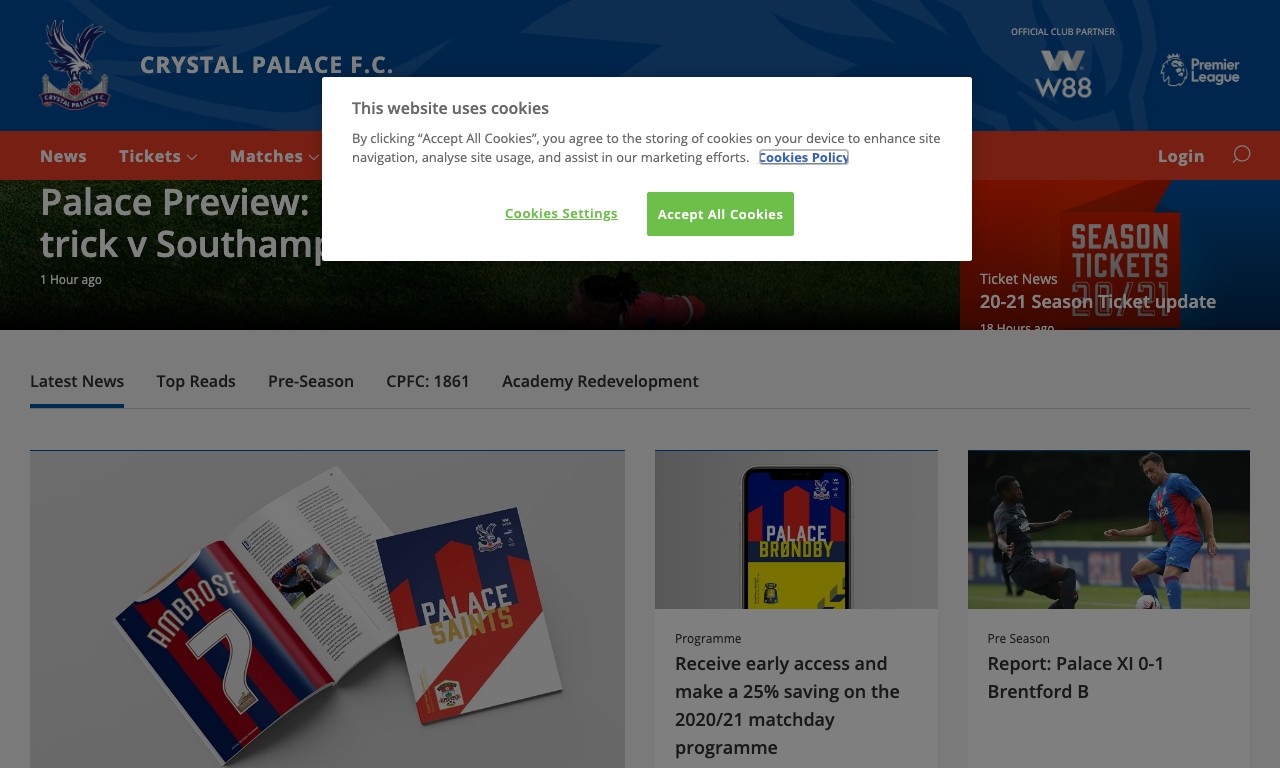 CRYSTAL PALACE F.C.
CRYSTAL PALACE F.C.
OFFICIAL CLUB PARTNER
W88
Premier
League
News
Tickets
Matches
Login
This website uses cookies
By clicking “Accept All Cookies”, you agree to the storing of cookies on your device to enhance site
navigation, analyse site usage, and assist in our marketing efforts. Cookies Policy
Cookies Settings
Accept All Cookies
Palace Preview:
trick v Southamp
1 Hour ago
SEASON
TICKETS
20/21
Ticket News
20-21 Season Ticket update
18 Hours ago
Latest News
Top Reads
Pre-Season
CPFC: 1861
Academy Redevelopment
AMBROSE
7
PALACE
SAINTS
PALACE
BRØNDBY
W88
Programme
Receive early access and
make a 25% saving on the
2020/21 matchday
programme
Pre Season
Report: Palace XI 0-1
Brentford B